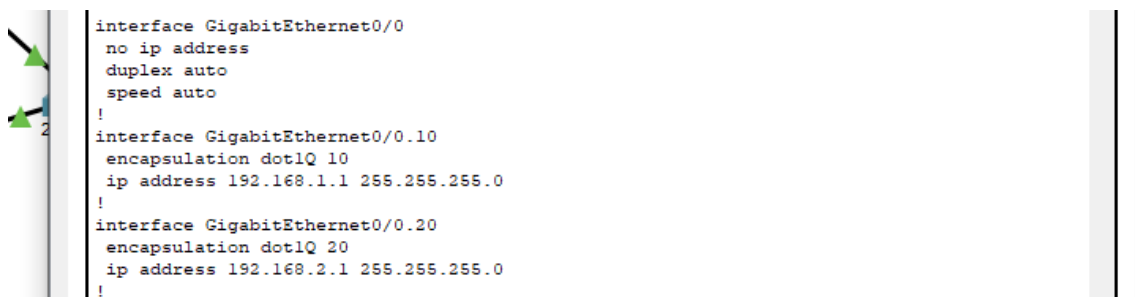 interface GigabitEthernet0/0
no ip address
duplex auto
speed auto
!
interface GigabitEthernet0/0.10
encapsulation dot1Q 10
ip address 192.168.1.1 255.255.255.0
!
interface GigabitEthernet0/0.20
encapsulation dot1Q 20
ip address 192.168.2.1 255.255.255.0
!
2